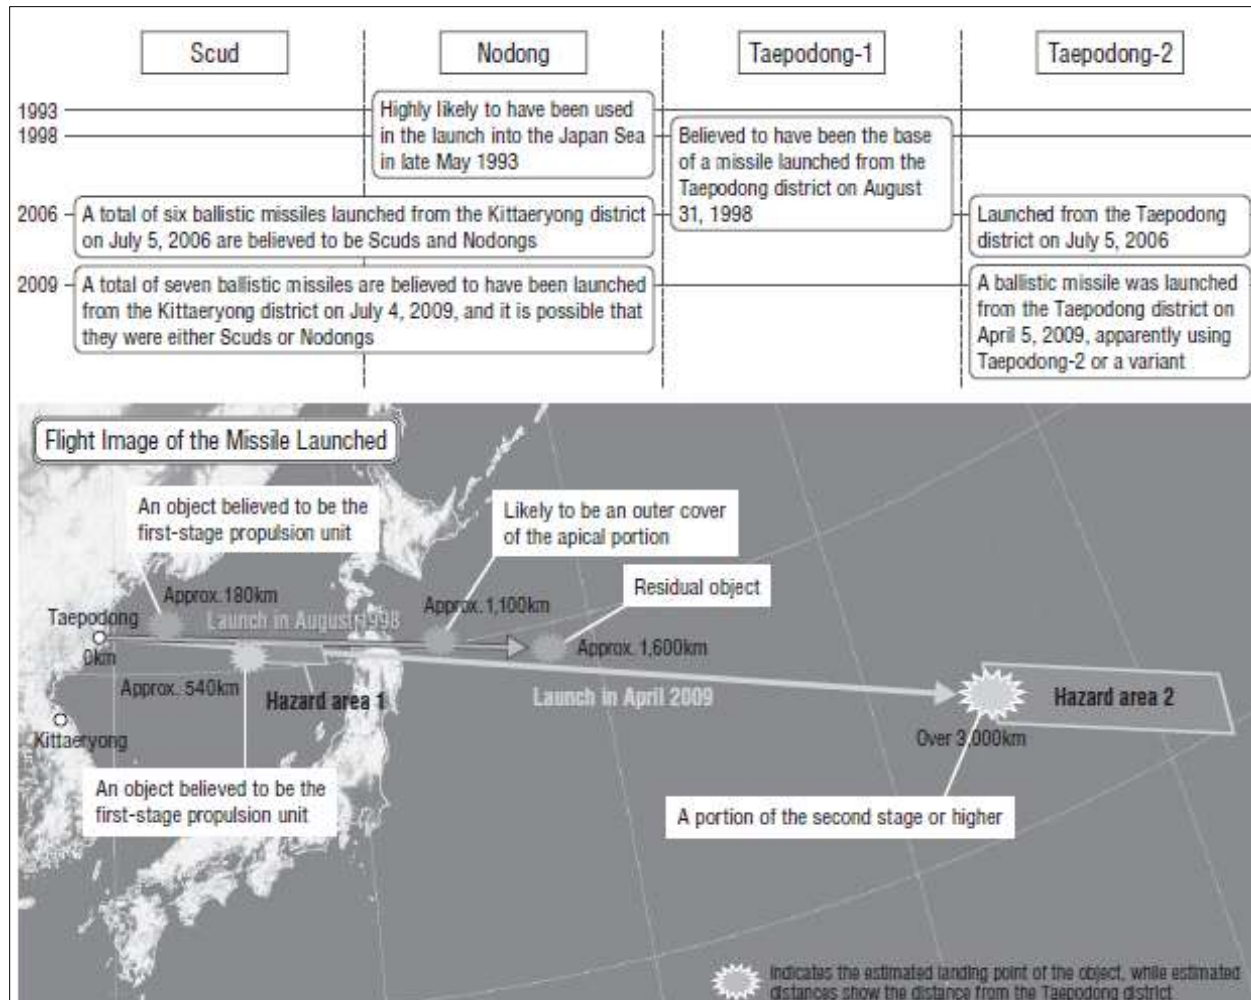 Scud
Nodong
Taepodong-1
Taepodong-2
1993
1998
2006
2009
Highly likely to have been used
in the launch into the Japan Sea
in late May 1993
Believed to have been the base
of a missile launched from the
Taepodong district on August
31, 1998
A total of six ballistic missiles launched from the Kittaeryong district
on July 5, 2006 are believed to be Scuds and Nodongs
Launched from the Taepodong
district on July 5, 2006
A total of seven ballistic missiles are believed to have been launched
from the Kittaeryong district on July 4, 2009, and it is possible that
they were either Scuds or Nodongs
A ballistic missile was launched
from the Taepodong district on
April 5, 2009, apparently using
Taepodong-2 or a variant
Flight Image of the Missile Launched
An object believed to be the
first-stage propulsion unit
Likely to be an outer cover
of the apical portion
Residual object
Approx. 180km
Approx. 1,100km
Taepodong
Launch in August 1998
Approx. 1,600km
0km
Approx. 540km
Hazard area 1
Launch in April 2009
Hazard area 2
Kittaeryong
Over 3,000km
An object believed to be the
first-stage propulsion unit
A portion of the second stage or higher
Indicates the estimated landing point of the object, while estimated
distances show the distance from the Taepodong district